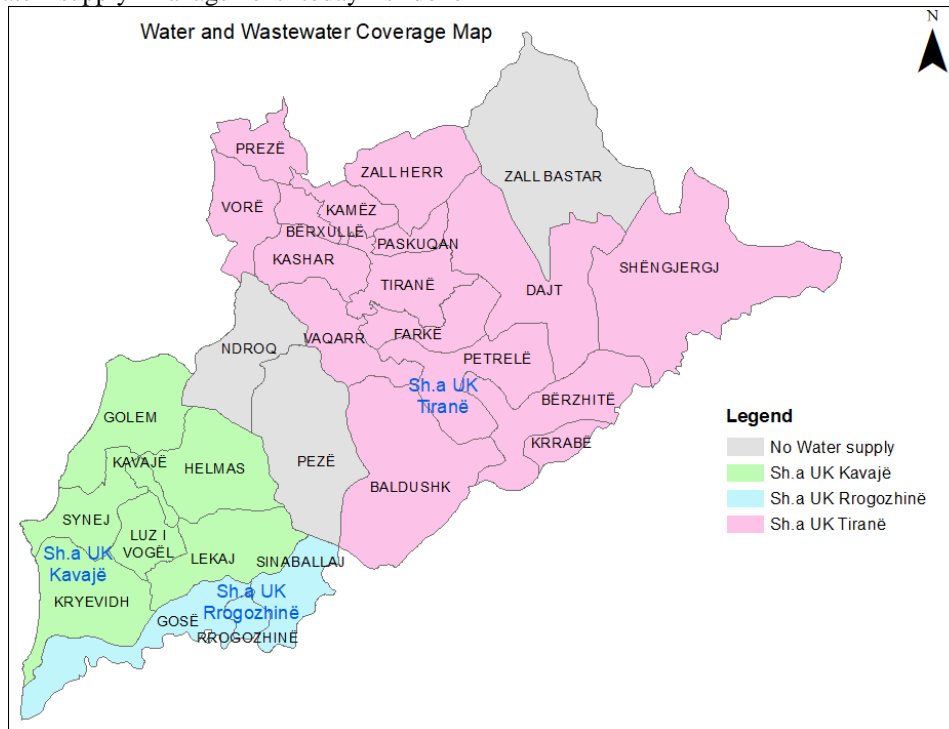 Water and Wastewater Coverage Map
N
PREZË
ZALL HERR
ZALL BASTAR
VORË
KAMËZ
BËRXULLË
PASKUQAN
KASHAR
SHËNGJERGJ
TIRANË
DAJT
VAQARR
FARKË
NDROQ
PETRELË
Sh.a UK
Tiranë
BËRZHITË
GOLEM
Legend
KRRABË
No Water supply
KAVAJË
HELMAS
PEZË
Sh.a UK Kavajë
BALDUSHK
Sh.a UK Rrogozhinë
SYNEJ
Sh.a UK Tiranë
LUZ I
VOGËL
Sh.a UK
Kavajë
LEKAJ
SINABALLAJ
KRYEVIDH
Sh.a UK
Rrogozhinë
GOSË
RROGOZHINË